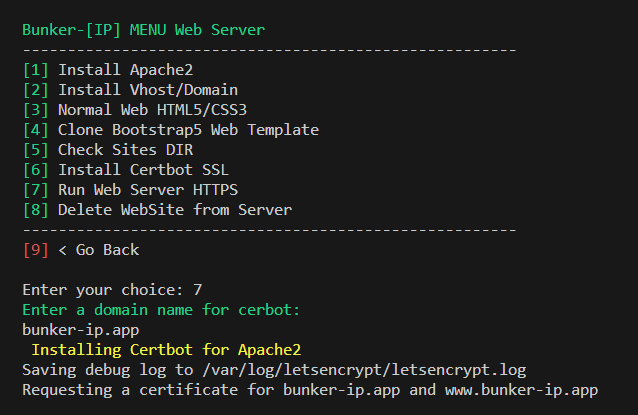 Bunker-[IP] MENU Web Server
-------------------------------------------------------
[1] Install Apache2
[2] Install Vhost/Domain
[3] Normal Web HTML5/CSS3
[4] Clone Bootstrap5 Web Template
[5] Check Sites DIR
[6] Install Certbot SSL
[7] Run Web Server HTTPS
[8] Delete WebSite from Server
-------------------------------------------------------
[9] < Go Back
Enter your choice: 7
Enter a domain name for cerbot:
bunker-ip.app
Installing Certbot for Apache2
Saving debug log to /var/log/letsencrypt/letsencrypt.log
Requesting a certificate for bunker-ip.app and www.bunker-ip.app